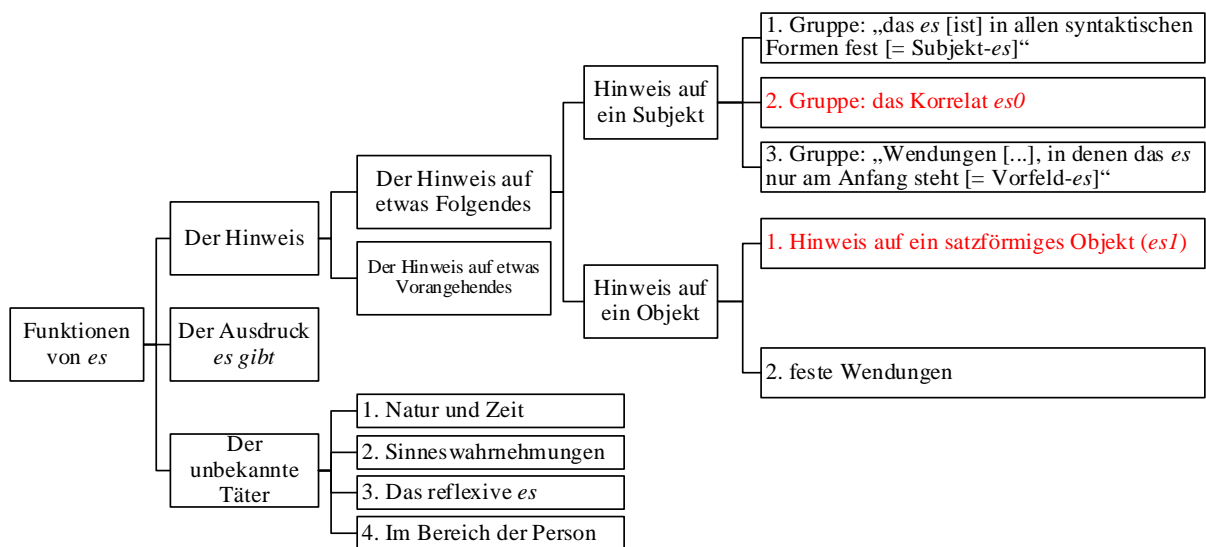 Funktionen
von es
Der Hinweis
Der Ausdruck
es gibt
Der
unbekannte
Täter
Der Hinweis auf
etwas Folgendes
Der Hinweis auf etwas
Vorangehendes
1. Natur und Zeit
2. Sinneswahrnehmungen
3. Das reflexive es
4. Im Bereich der Person
Hinweis auf
ein Subjekt
Hinweis auf
ein Objekt
1. Gruppe: „das es [ist] in allen syntaktischen
Formen fest [= Subjekt-es]“
2. Gruppe: das Korrelat es0
3. Gruppe: „Wendungen [...], in denen das es
nur am Anfang steht [= Vorfeld-es]“
1. Hinweis auf ein satzförmiges Objekt (es1)
2. feste Wendungen